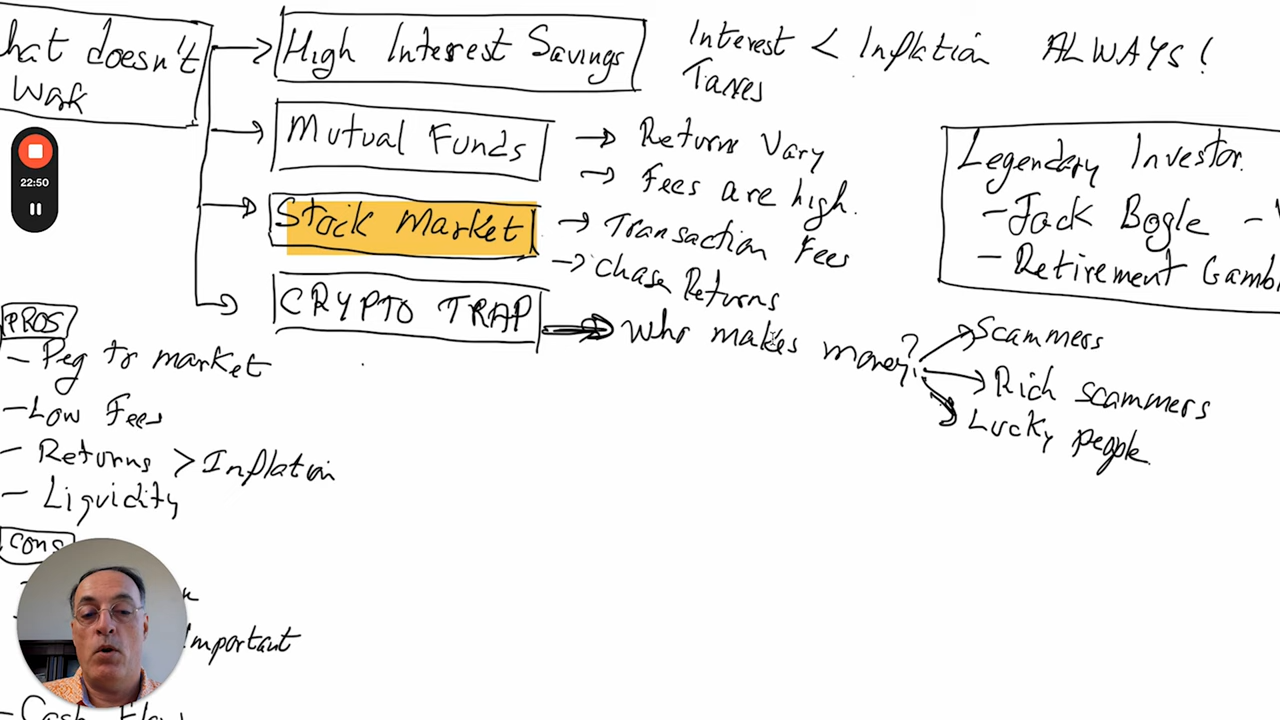 hat doesn't
work
High Interest Savings
Interest < Inflation ALWAYS!
Taxes
Mutual Funds
→ Returns Vary
→ Fees are high.
Stock Market
→ Transaction Fees
→ Chase Returns
CRYPTO TRAP
Who makes money?
Scammers
Rich scammers
Lucky people
Legendary Investor.
- Jack Bogle -
- Retirement Gambl
22:50
PROS
- Peg to market
- Low Fees
- Returns > Inflation
- Liquidity
Cons
Important
- Cash Flow